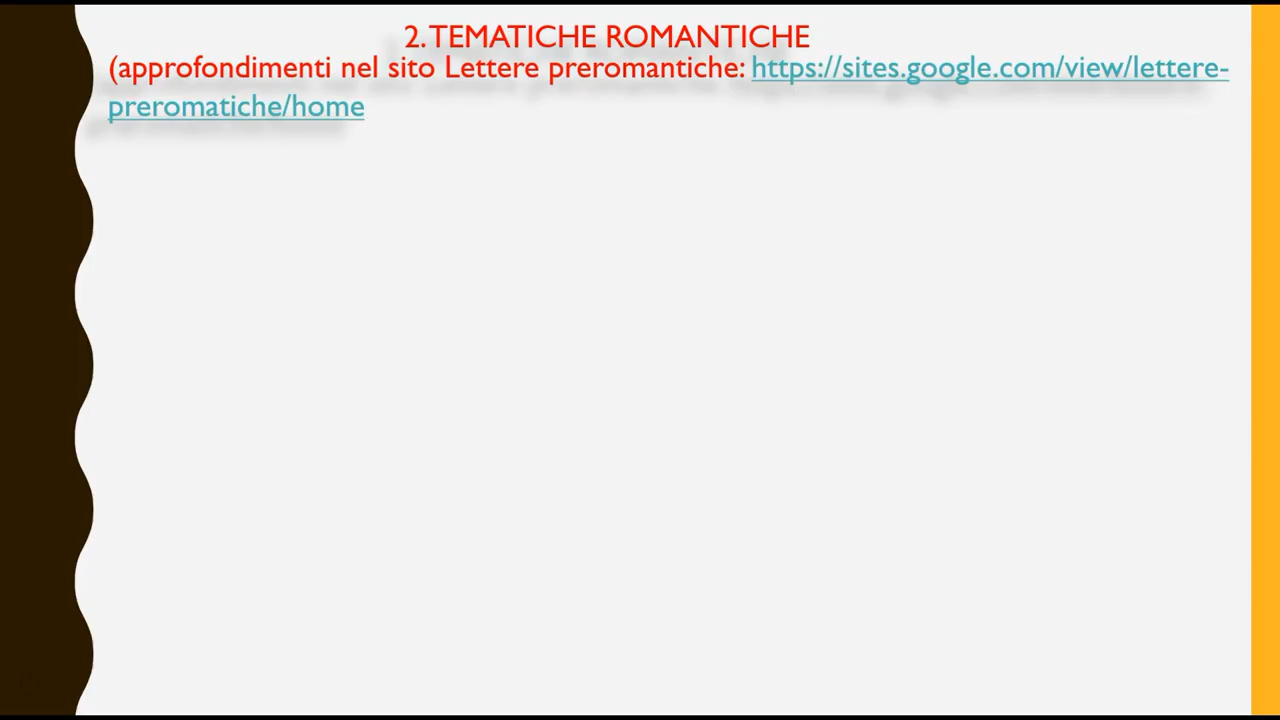 2. TEMATICHE ROMANTICHE
(approfondimenti nel sito Lettere preromantiche: https://sites.google.com/view/lettere-
preromatiche/home